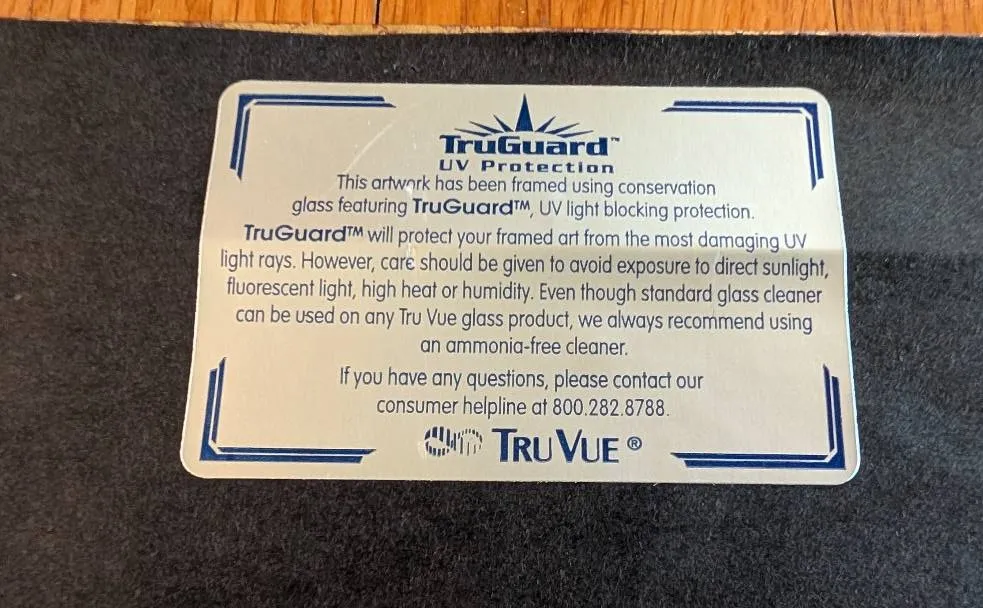 TruGuard™
UV Protection
This artwork has been framed using conservation
glass featuring TruGuard™, UV light blocking protection.
TruGuard™ will protect your framed art from the most damaging UV
light rays. However, care should be given to avoid exposure to direct sunlight,
fluorescent light, high heat or humidity. Even though standard glass cleaner
can be used on any Tru Vue glass product, we always recommend using
an ammonia-free cleaner.
If you have any questions, please contact our
consumer helpline at 800.282.8788.
TRU VUE ®